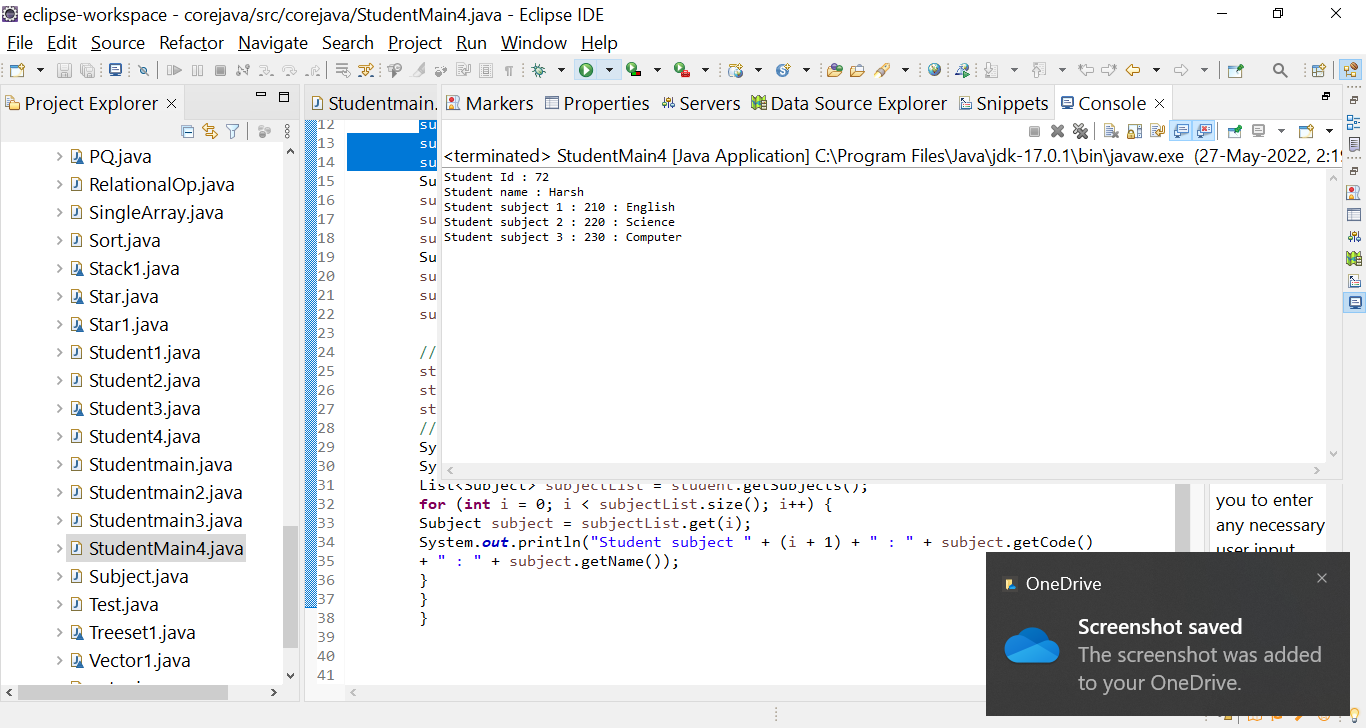 eclipse-workspace - corejava/src/corejava/StudentMain4.java - Eclipse IDE
File Edit Source Refactor Navigate Search Project Run Window Help
Project Explorer
PQ.java
RelationalOp.java
SingleArray.java
Sort.java
Stack1.java
Star.java
Star1.java
Student1.java
Student2.java
Student3.java
Student4.java
Studentmain.java
Studentmain2.java
Studentmain3.java
StudentMain4.java
Subject.java
Test.java
Treeset1.java
Vector1.java
Studentmain.
Markers Properties Servers Data Source Explorer Snippets Console
<terminated> StudentMain4 [Java Application] C:\Program Files\Java\jdk-17.0.1\bin\javaw.exe (27-May-2022, 2:19
Student Id : 72
Student name : Harsh
Student subject 1 : 210 : English
Student subject 2 : 220 : Science
Student subject 3 : 230 : Computer
12 su
13 su
14 su
15 Su
16 su
17 su
18 su
19 Su
20 su
21 su
22 su
23
24 //
25 st
26 st
27 st
28 //
29 Sy
30 Sy
31 List<Subject> subjectList = student.getSubjects();
32 for (int i = 0; i < subjectList.size(); i++) {
33 Subject subject = subjectList.get(i);
34 System.out.println("Student subject " + (i + 1) + " : " + subject.getCode()
35 + " : " + subject.getName());
36 }
37 }
38 }
39
40
41
you to enter
any necessary
user input
OneDrive
Screenshot saved
The screenshot was added
to your OneDrive.